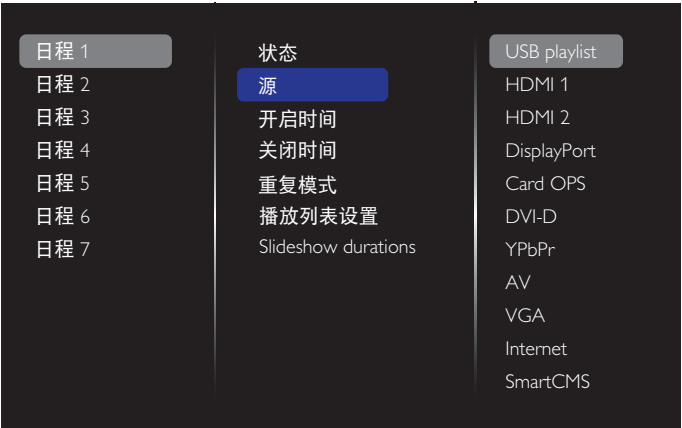 日程 1
日程 2
日程 3
日程 4
日程 5
日程 6
日程 7
状态
源
开启时间
关闭时间
重复模式
播放列表设置
Slideshow durations
USB playlist
HDMI 1
HDMI 2
DisplayPort
Card OPS
DVI-D
YPbPr
AV
VGA
Internet
SmartCMS